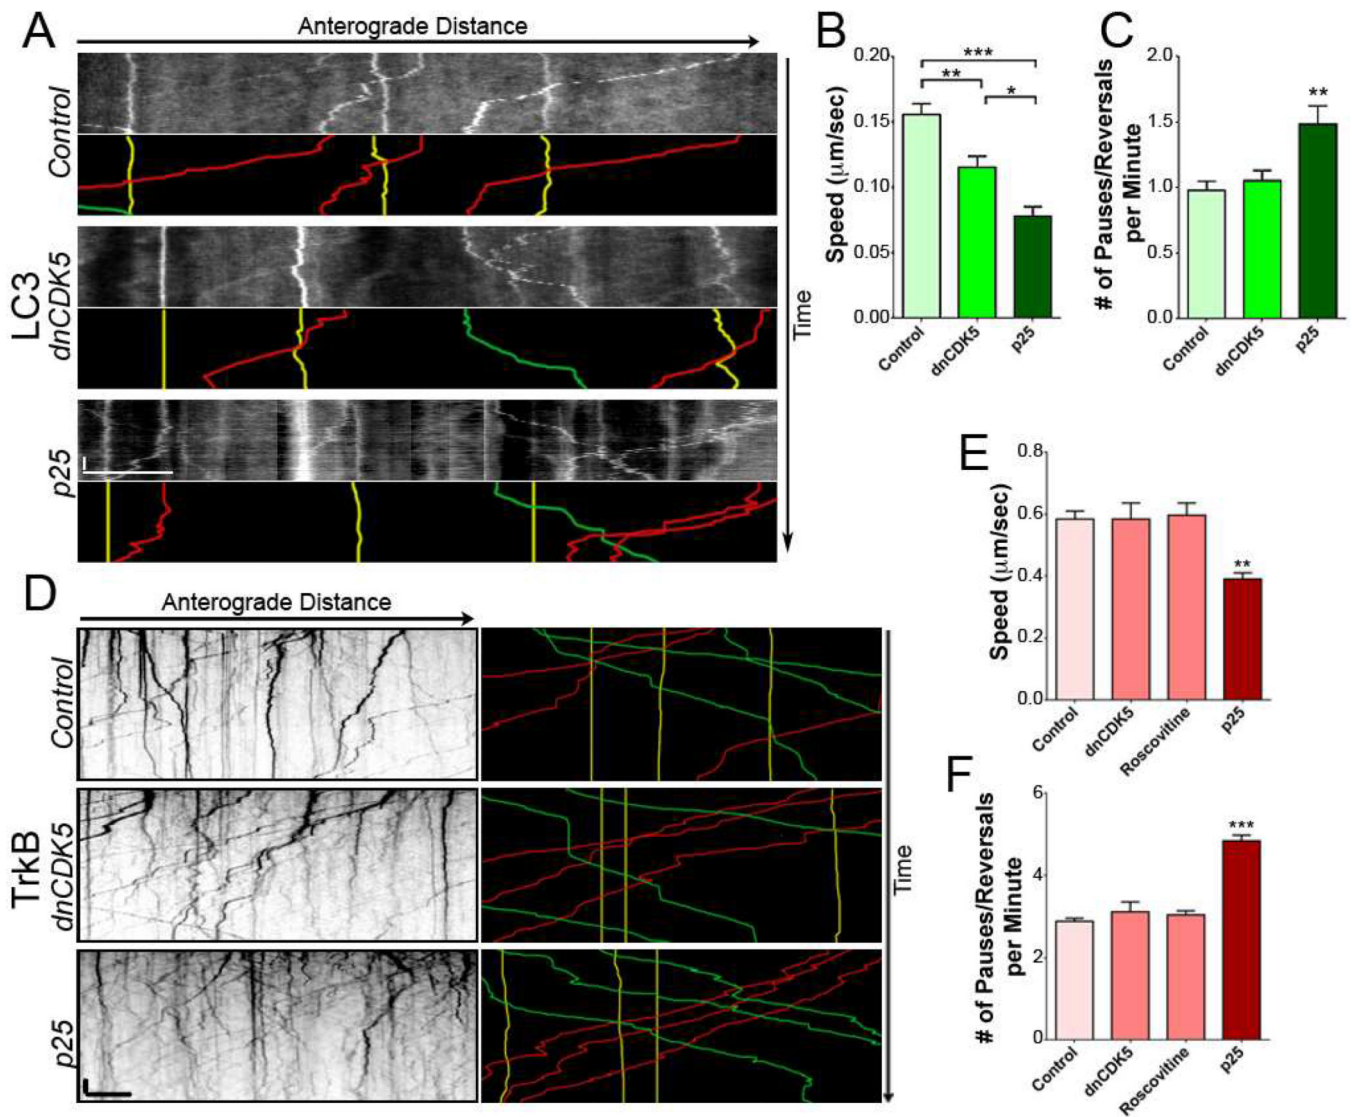 A
Anterograde Distance
Control
LC3
dnCDK5
p25
Time
B
Speed (μm/sec)
0.20
0.15
0.10
0.05
0.00
***
**
*
Control
dnCDK5
p25
C
# of Pauses/Reversals
per Minute
2.0
1.5
1.0
0.5
0.0
**
Control
dnCDK5
p25
D
Anterograde Distance
Control
TrkB
dnCDK5
p25
Time
E
Speed (μm/sec)
0.8
0.6
0.4
0.2
0.0
**
Control
dnCDK5
Roscovitine
p25
F
# of Pauses/Reversals
per Minute
6
4
2
0
***
Control
dnCDK5
Roscovitine
p25